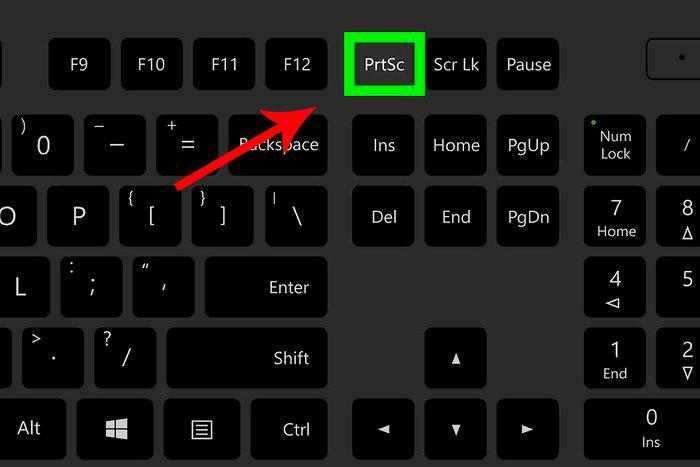 F9 F10 F11 F12 PrtSc Scr Lk Pause
) 0 _ - + = Backspace Ins Home PgUp Num Lock /
O P { [ } ] | \ Del End PgDn 7 Home 8
L : ; " ' Enter 4 5
> . ? / Shift 1 End 2
Alt Ctrl 0 Ins